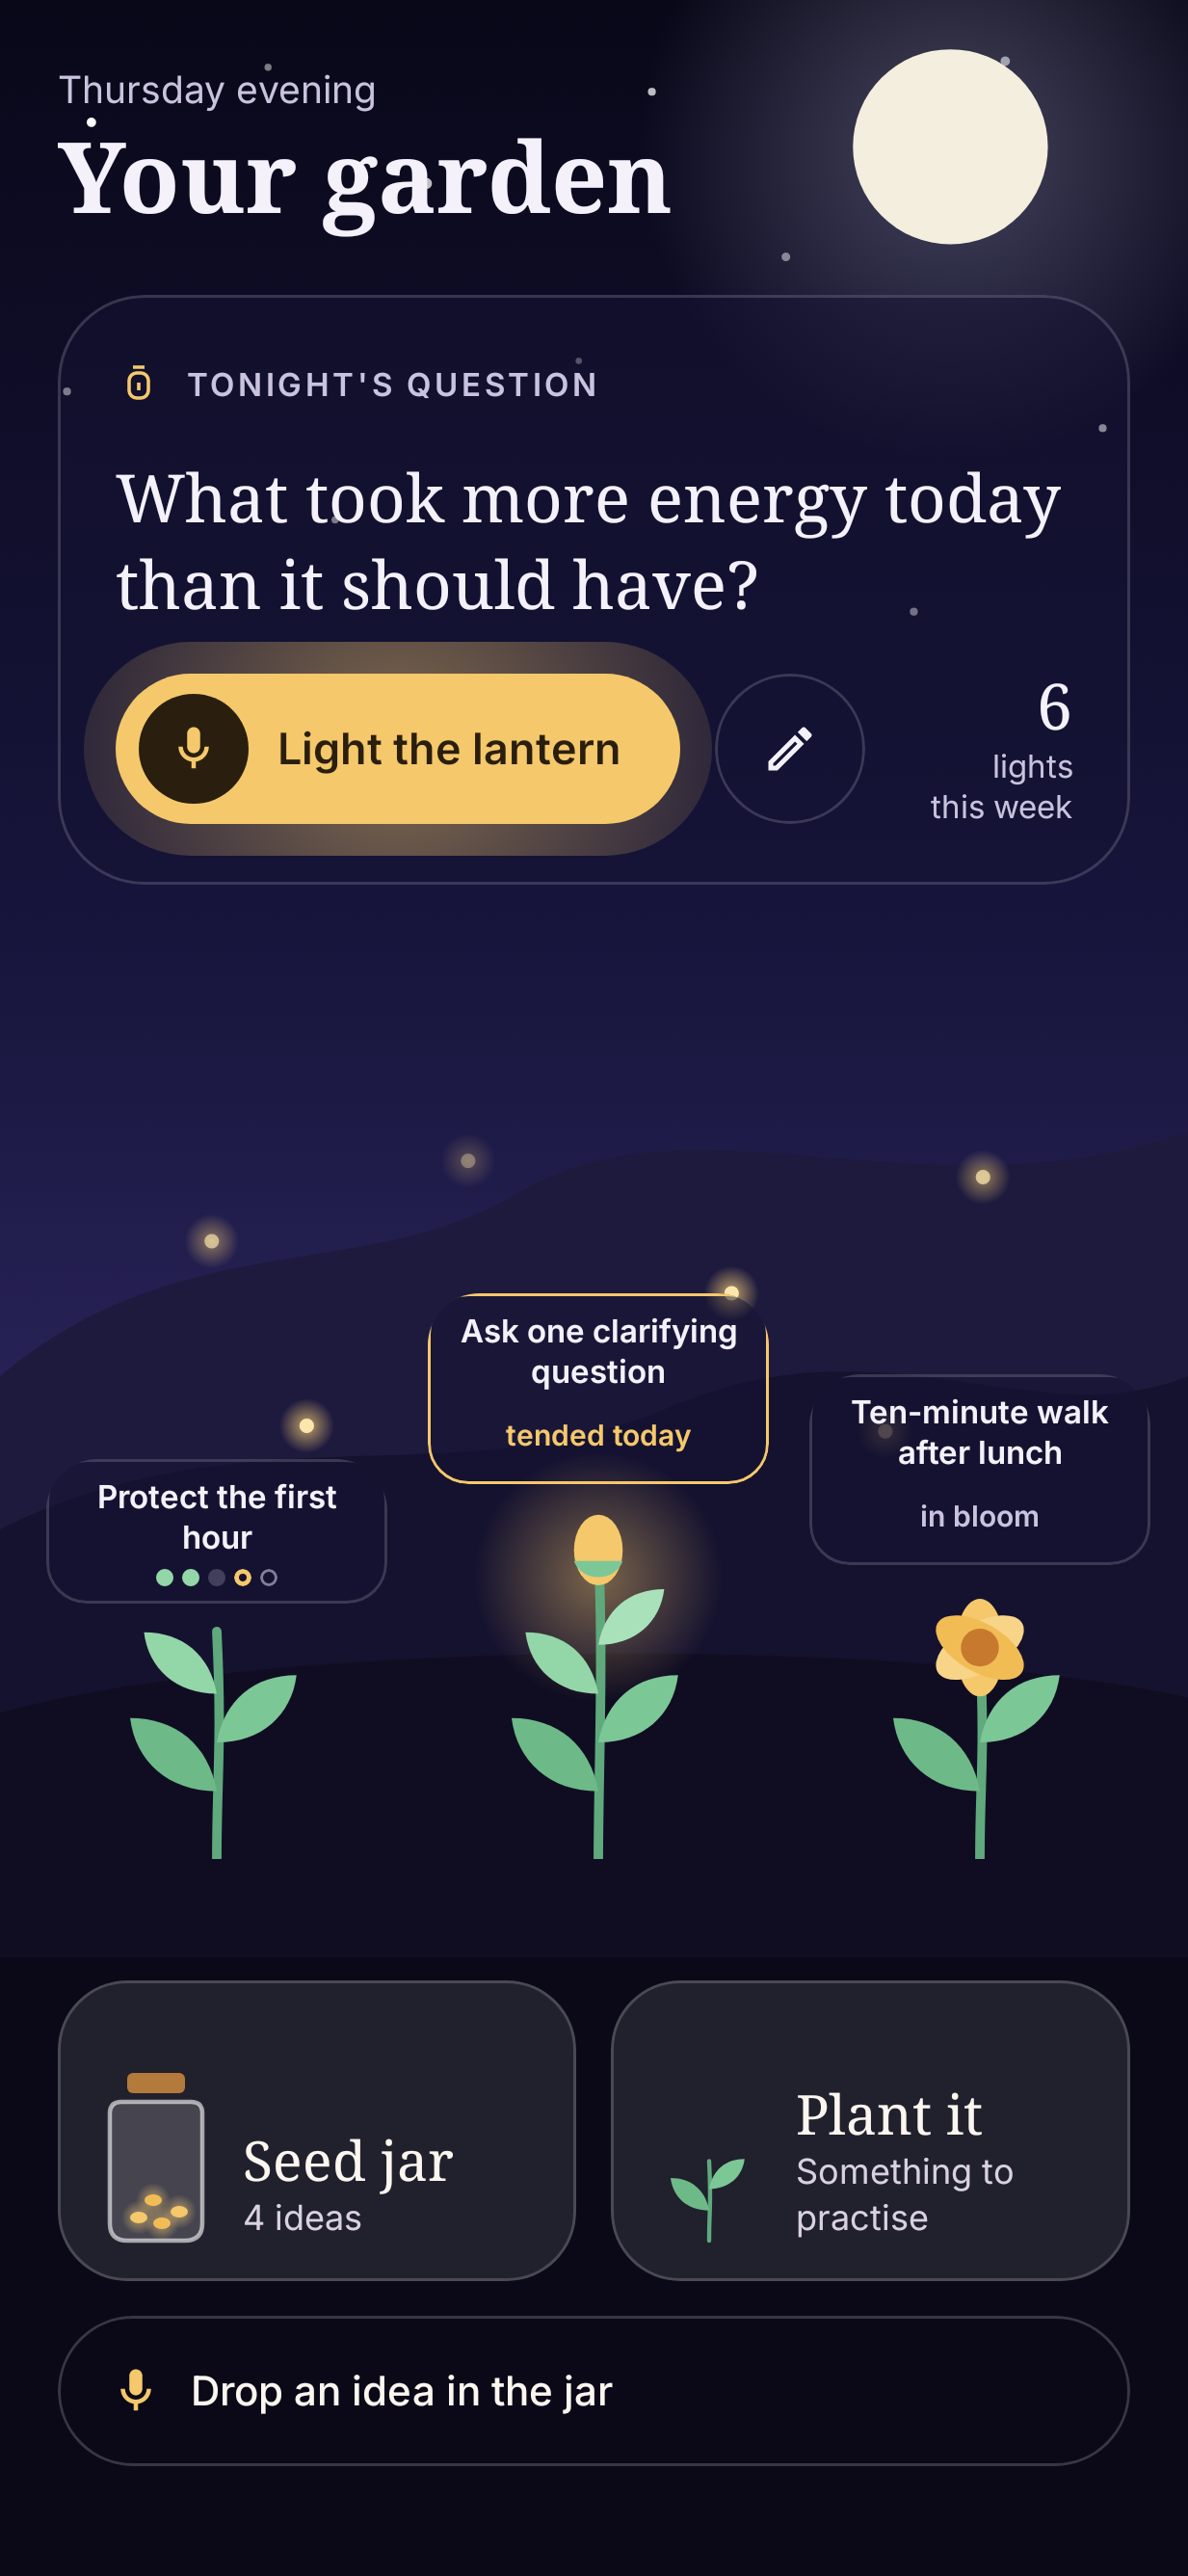 Thursday evening
Your garden
TONIGHT'S QUESTION
What took more energy today
than it should have?
Light the lantern
6
lights
this week
Ask one clarifying
question
tended today
Ten-minute walk
after lunch
in bloom
Protect the first
hour
Seed jar
4 ideas
Plant it
Something to
practise
Drop an idea in the jar